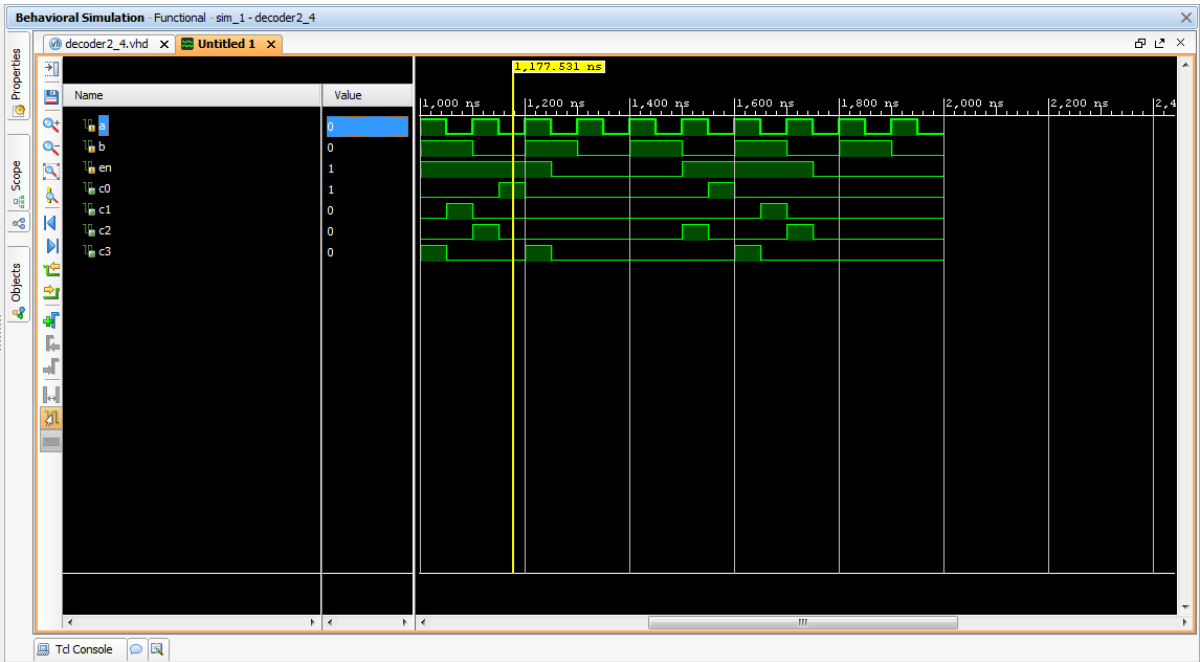 Behavioral Simulation - Functional - sim_1 - decoder2_4
decoder2_4.vhd
Untitled 1
Properties
Scope
Objects
Name
Value
1,177.531 ns
1,000 ns 1,200 ns 1,400 ns 1,600 ns 1,800 ns 2,000 ns 2,200 ns 2,4
a 0
b 0
en 1
c0 1
c1 0
c2 0
c3 0
Tcl Console